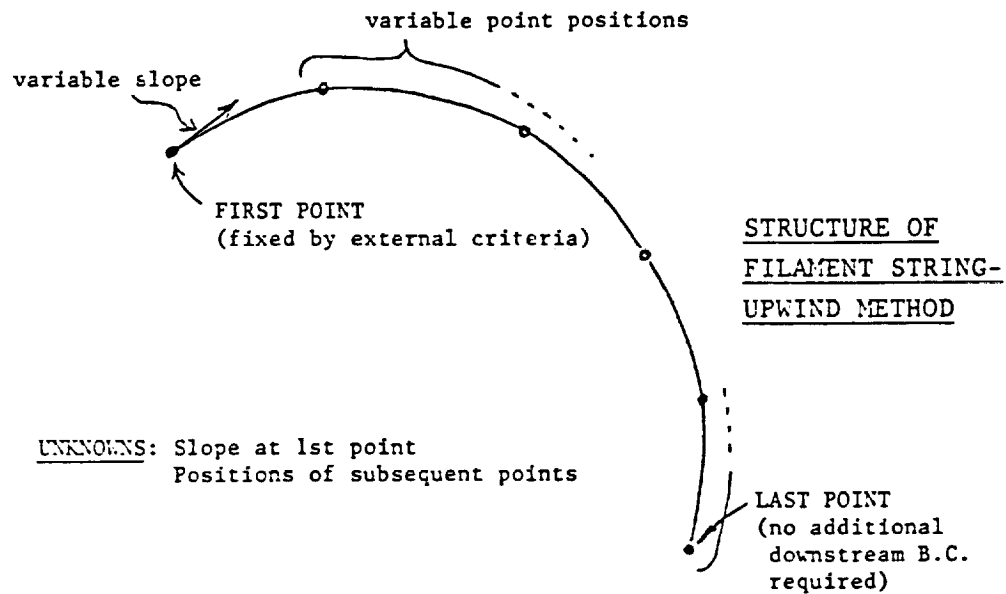 variable point positions
variable slope
FIRST POINT
(fixed by external criteria)
STRUCTURE OF
FILAMENT STRING-
UPWIND METHOD
UNKNOWNS: Slope at 1st point
Positions of subsequent points
LAST POINT
(no additional
downstream B.C.
required)